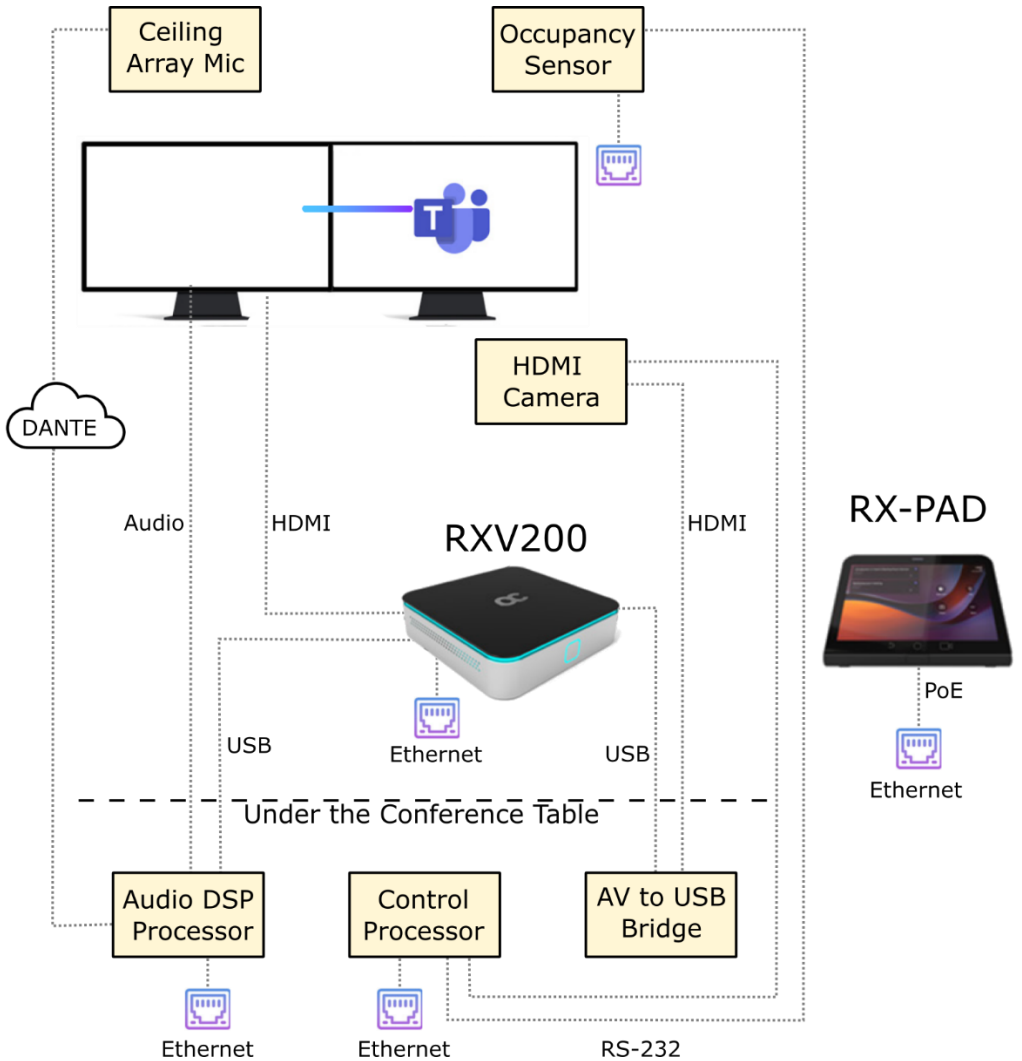 Ceiling
Array Mic
Occupancy
Sensor
T
HDMI
Camera
DANTE
Audio
HDMI
HDMI
RX-PAD
RXV200
PoE
USB
Ethernet
USB
Ethernet
Under the Conference Table
Audio DSP
Processor
Control
Processor
AV to USB
Bridge
Ethernet
Ethernet
RS-232